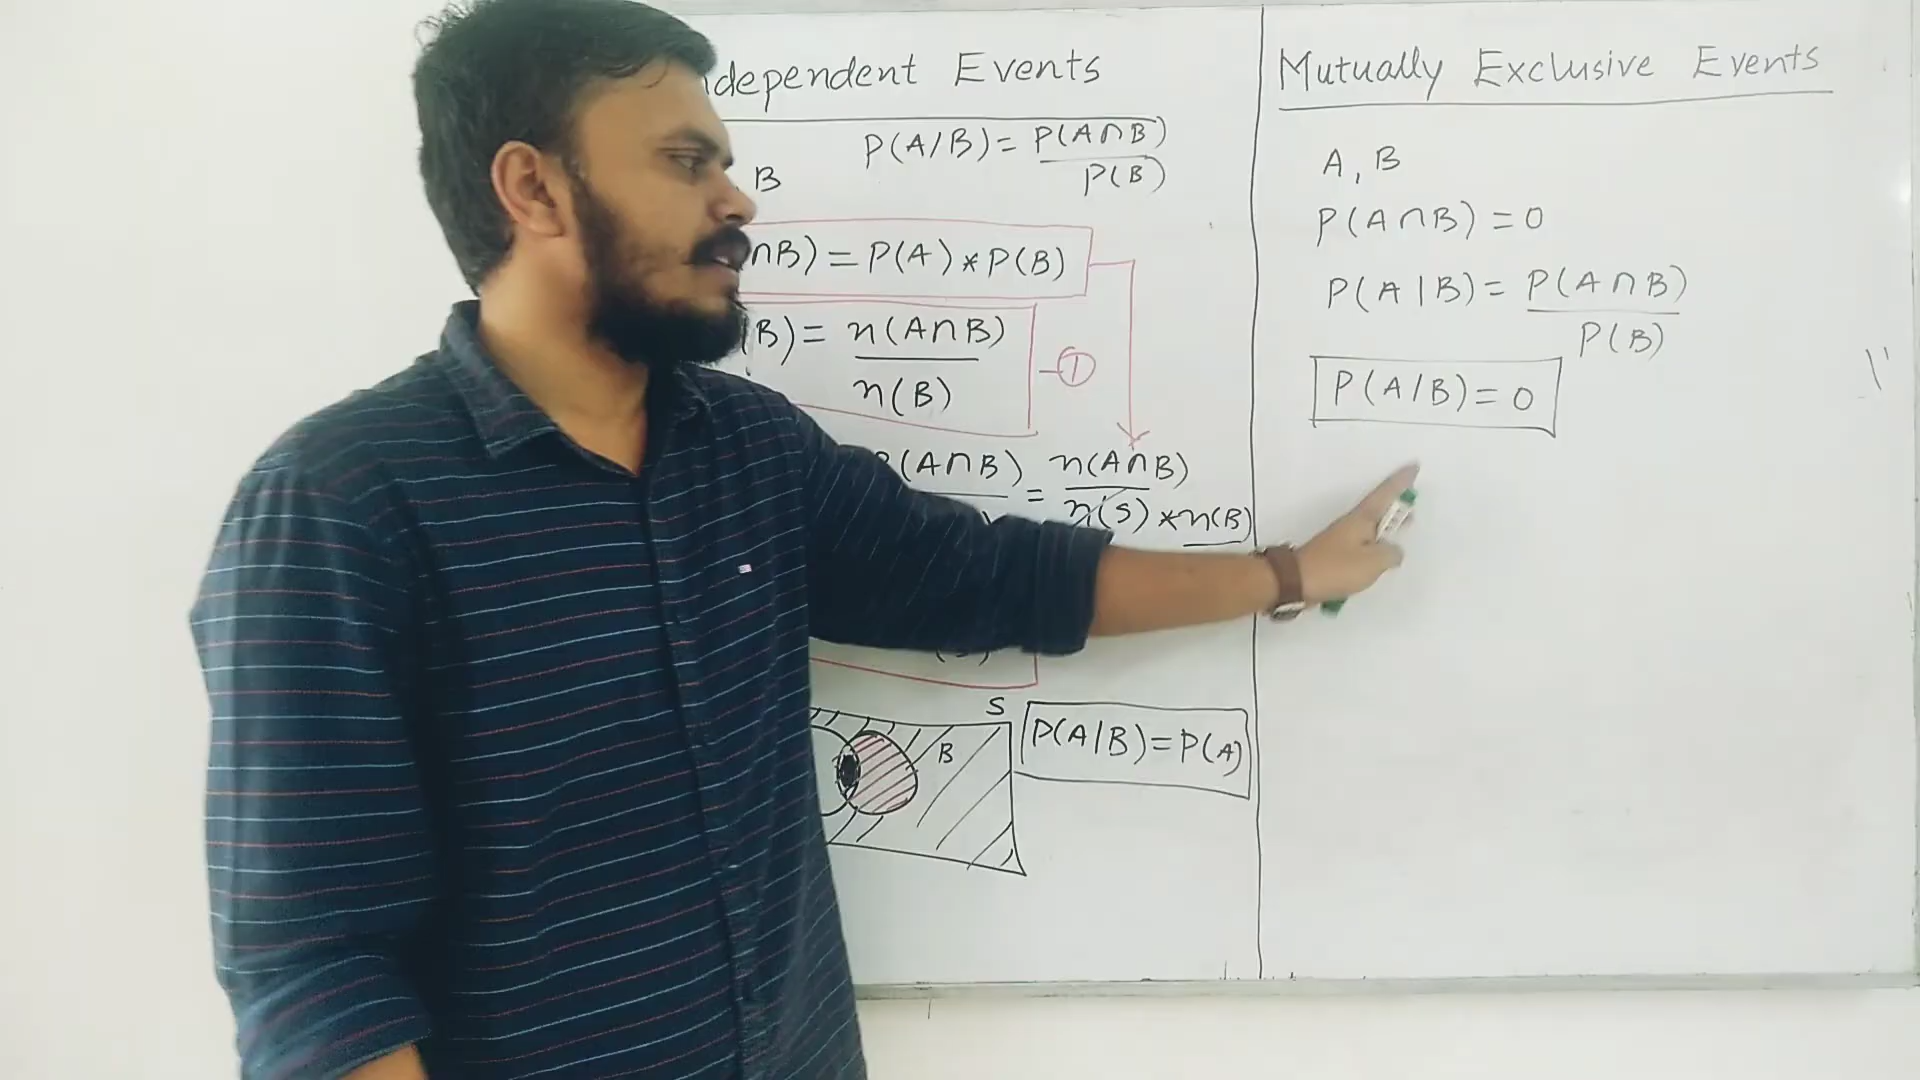 dependent Events
P(A/B) = P(A∩B)
P(B)
B
∩B) = P(A) * P(B)
B) = n(A∩B)
n(B)
①
(A∩B) = n(A∩B)
n(S) * n(B)
S
B
P(A|B) = P(A)
Mutually Exclusive Events
A, B
P(A∩B) = 0
P(A|B) = P(A∩B)
P(B)
P(A/B) = 0